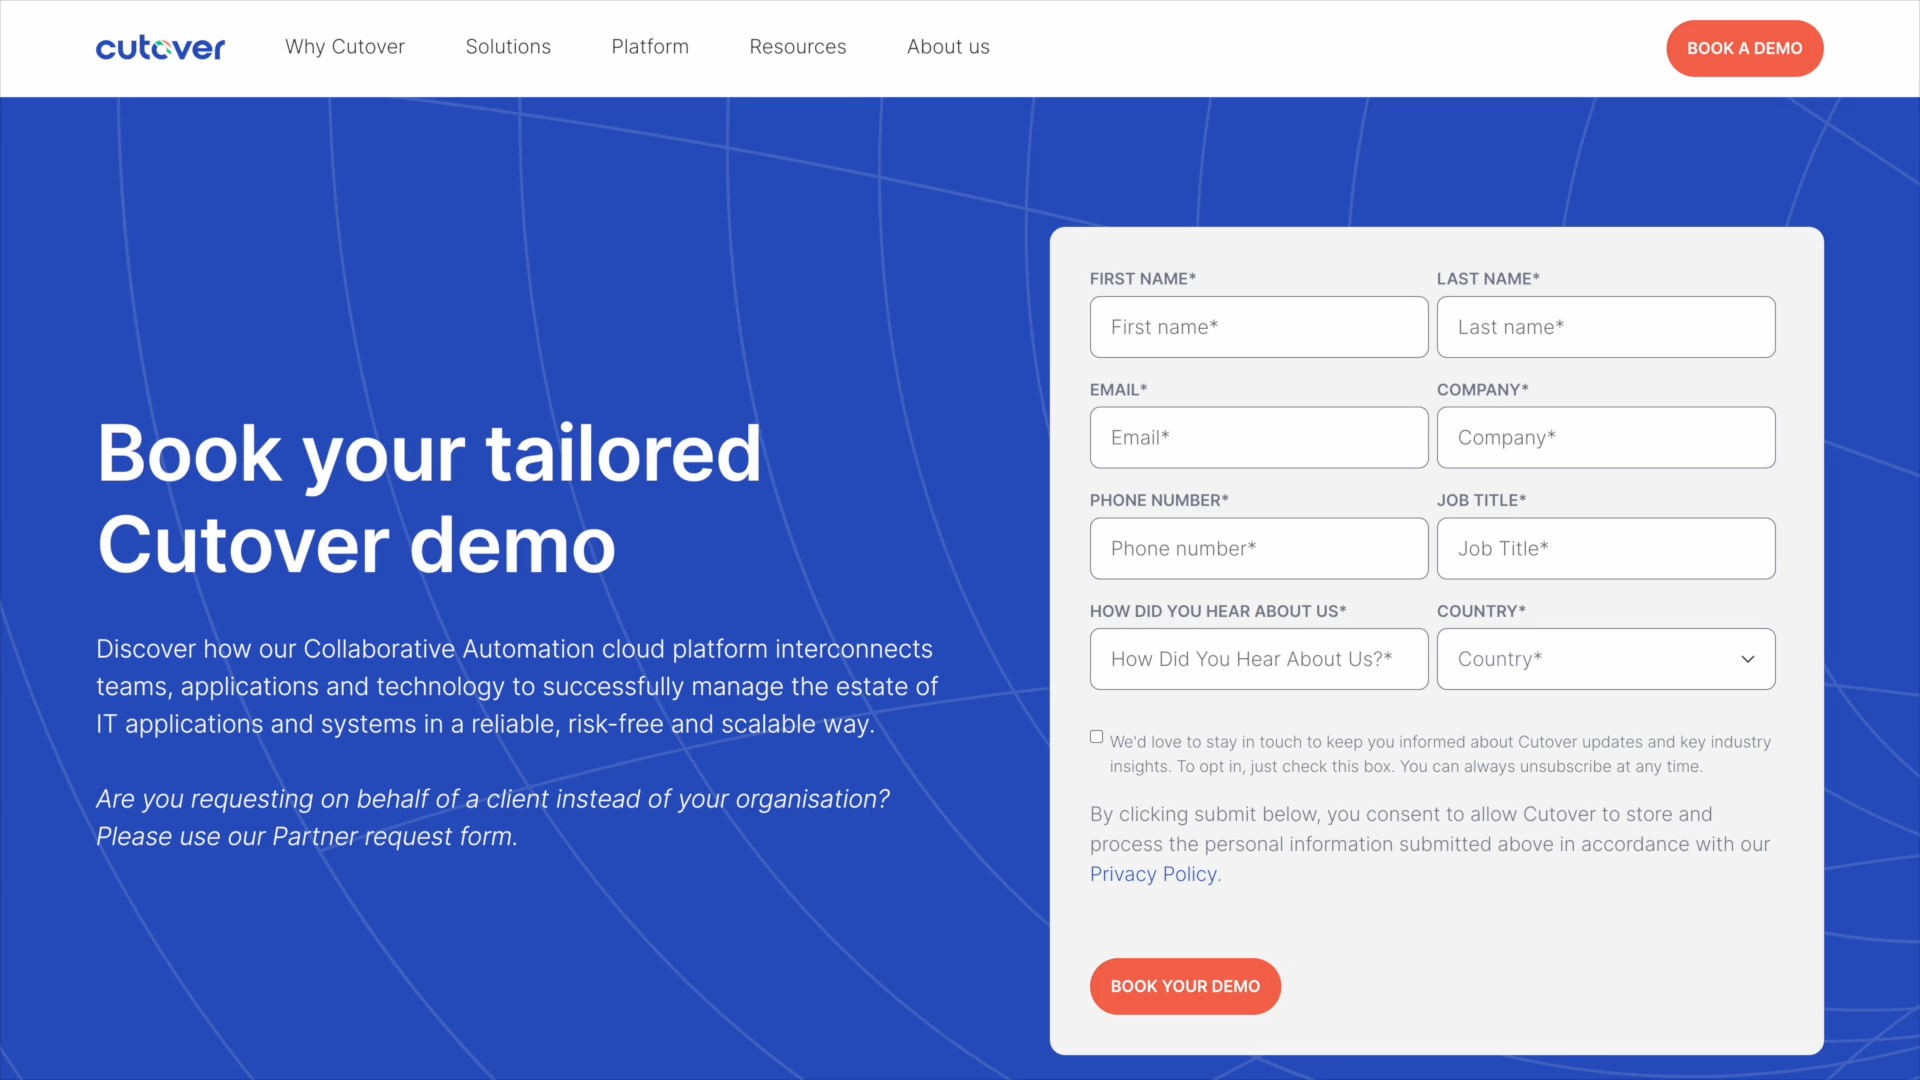 cutover
Why Cutover
Solutions
Platform
Resources
About us
BOOK A DEMO
Book your tailored
Cutover demo
Discover how our Collaborative Automation cloud platform interconnects
teams, applications and technology to successfully manage the estate of
IT applications and systems in a reliable, risk-free and scalable way.
Are you requesting on behalf of a client instead of your organisation?
Please use our Partner request form.
FIRST NAME*
First name*
LAST NAME*
Last name*
EMAIL*
Email*
COMPANY*
Company*
PHONE NUMBER*
Phone number*
JOB TITLE*
Job Title*
HOW DID YOU HEAR ABOUT US*
How Did You Hear About Us?*
COUNTRY*
Country*
We'd love to stay in touch to keep you informed about Cutover updates and key industry
insights. To opt in, just check this box. You can always unsubscribe at any time.
By clicking submit below, you consent to allow Cutover to store and
process the personal information submitted above in accordance with our
Privacy Policy.
BOOK YOUR DEMO